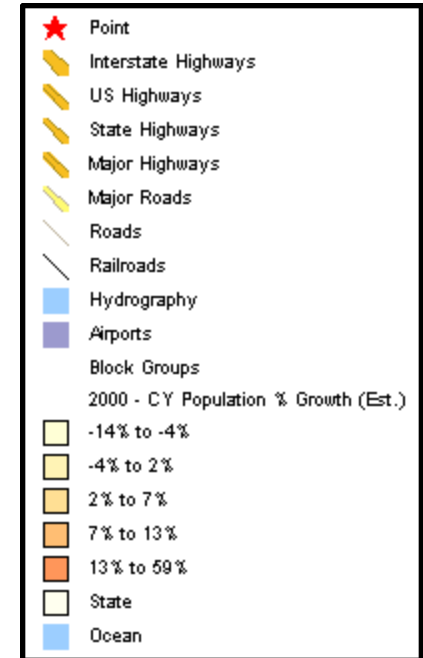 Point
Interstate Highways
US Highways
State Highways
Major Highways
Major Roads
Roads
Railroads
Hydrography
Airports
Block Groups
2000 - CY Population % Growth (Est.)
-14% to -4%
-4% to 2%
2% to 7%
7% to 13%
13% to 59%
State
Ocean